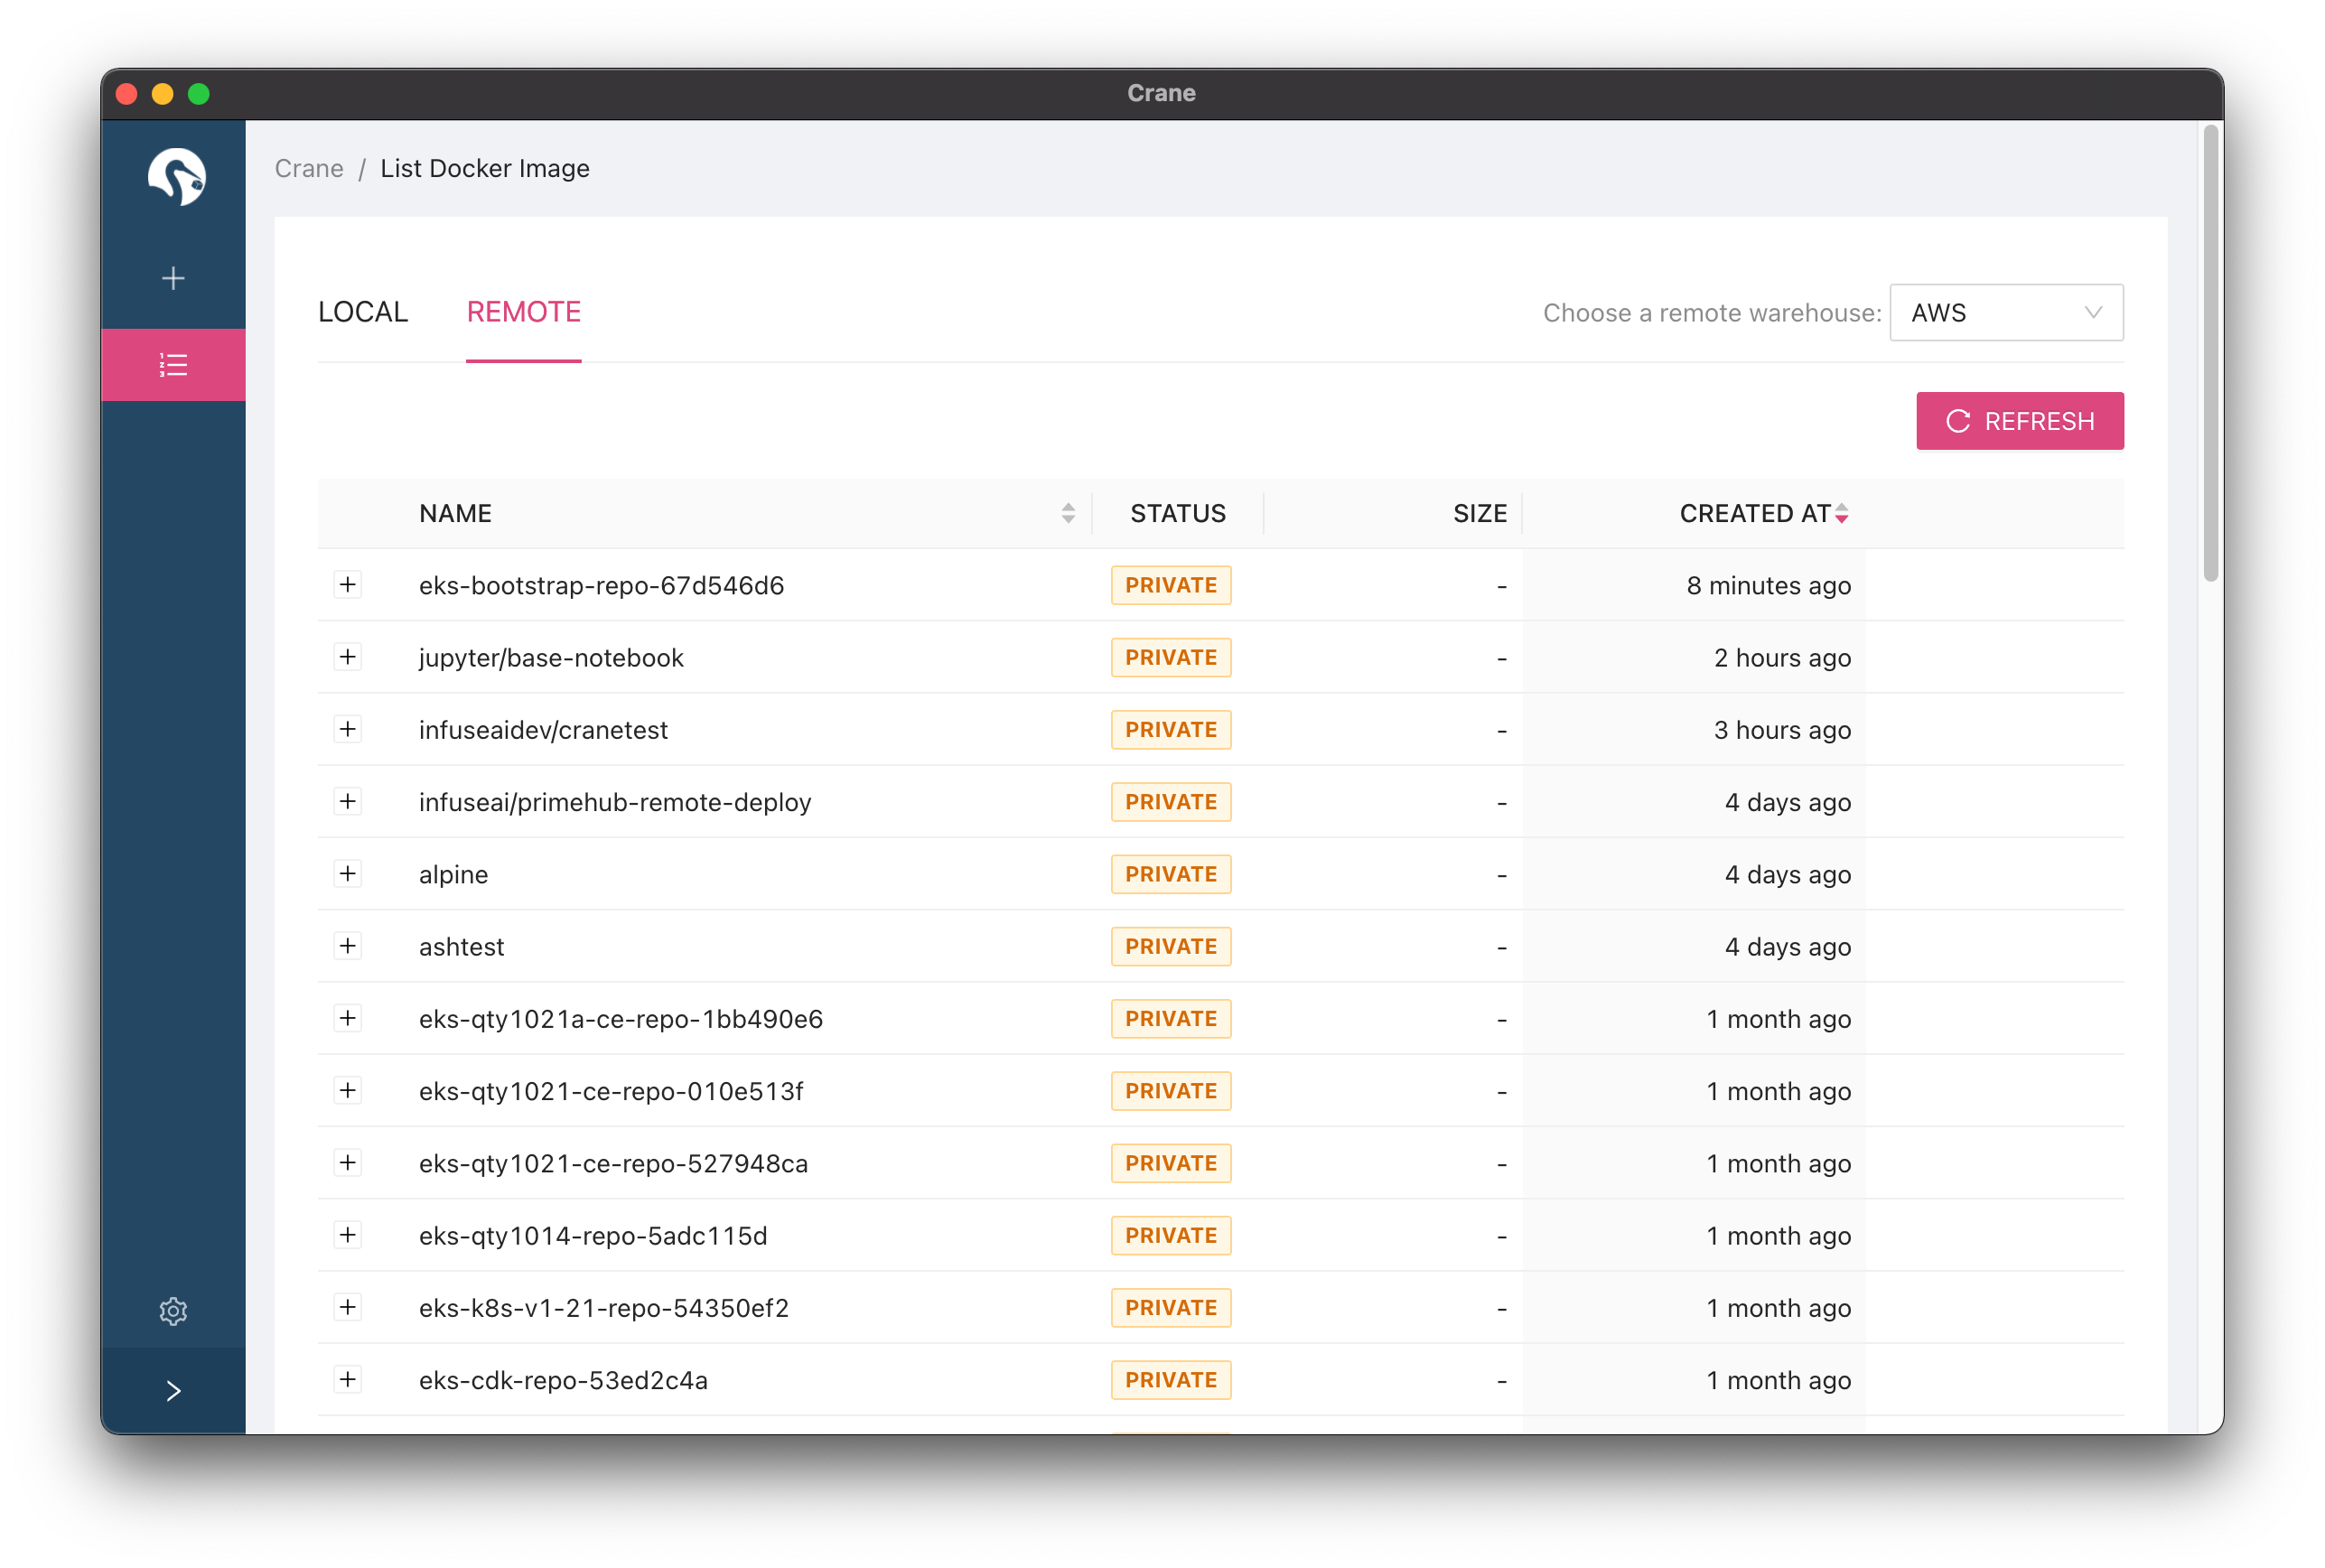 Crane
Crane / List Docker Image
LOCAL REMOTE Choose a remote warehouse: AWS
REFRESH
NAME STATUS SIZE CREATED AT
eks-bootstrap-repo-67d546d6 PRIVATE - 8 minutes ago
jupyter/base-notebook PRIVATE - 2 hours ago
infuseaidev/cranetest PRIVATE - 3 hours ago
infuseai/primehub-remote-deploy PRIVATE - 4 days ago
alpine PRIVATE - 4 days ago
ashtest PRIVATE - 4 days ago
eks-qty1021a-ce-repo-1bb490e6 PRIVATE - 1 month ago
eks-qty1021-ce-repo-010e513f PRIVATE - 1 month ago
eks-qty1021-ce-repo-527948ca PRIVATE - 1 month ago
eks-qty1014-repo-5adc115d PRIVATE - 1 month ago
eks-k8s-v1-21-repo-54350ef2 PRIVATE - 1 month ago
eks-cdk-repo-53ed2c4a PRIVATE - 1 month ago